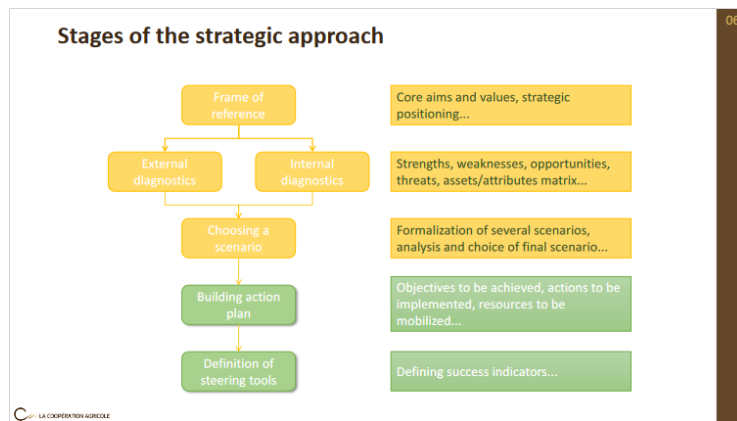 06
Stages of the strategic approach
Frame of
reference
Core aims and values, strategic
positioning...
External
diagnostics
Internal
diagnostics
Strengths, weaknesses, opportunities,
threats, assets/attributes matrix...
Choosing a
scenario
Formalization of several scenarios,
analysis and choice of final scenario...
Building action
plan
Objectives to be achieved, actions to be
implemented, resources to be
mobilized...
Definition of
steering tools
Defining success indicators...
LA COOPÉRATION AGRICOLE